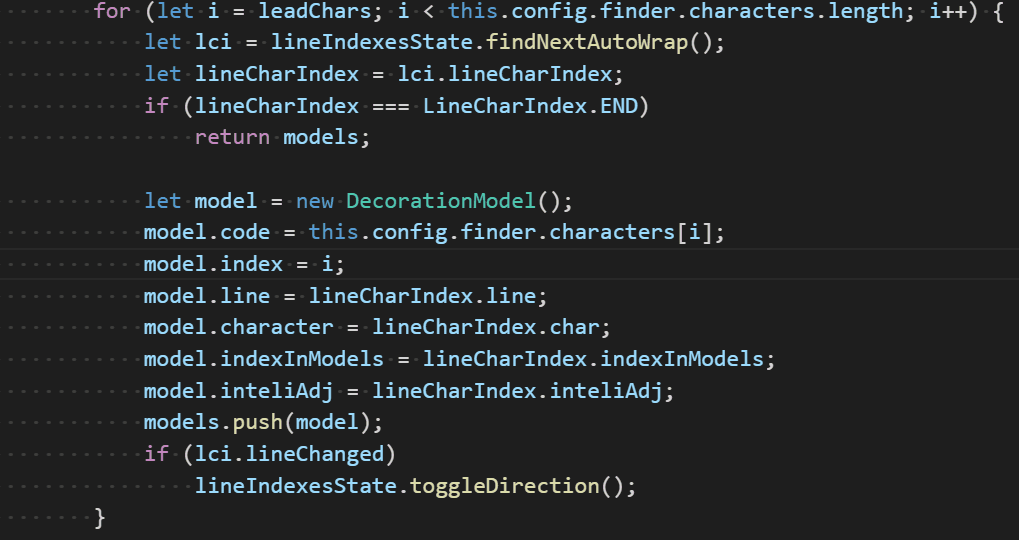 for (let i = leadChars; i < this.config.finder.characters.length; i++) {
let lci = lineIndexesState.findNextAutoWrap();
let lineCharIndex = lci.lineCharIndex;
if (lineCharIndex === LineCharIndex.END)
return models;
let model = new DecorationModel();
model.code = this.config.finder.characters[i];
model.index = i;
model.line = lineCharIndex.line;
model.character = lineCharIndex.char;
model.indexInModels = lineCharIndex.indexInModels;
model.inteliAdj = lineCharIndex.inteliAdj;
models.push(model);
if (lci.lineChanged)
lineIndexesState.toggleDirection();
}